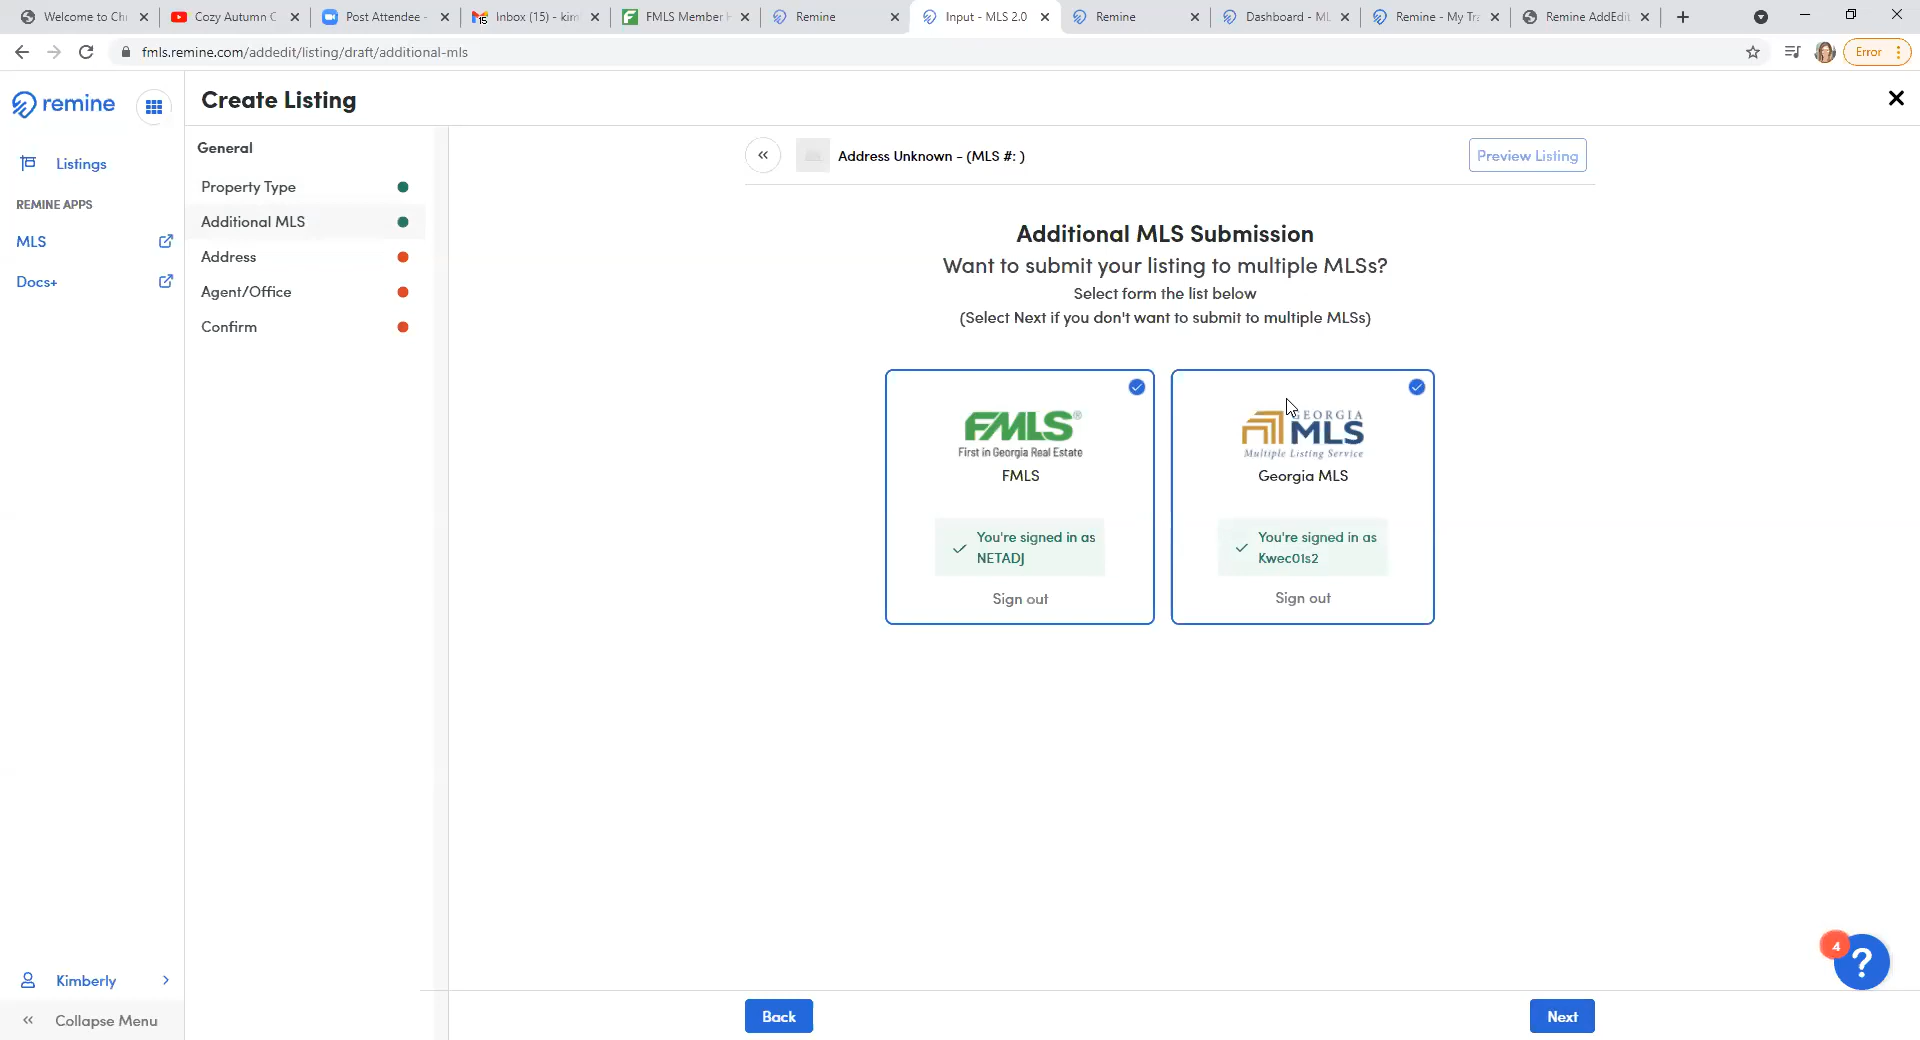 Welcome to Ch
Cozy Autumn C
Post Attendee -
Inbox (15) - kim
FMLS Member H
Remine
Input - MLS 2.0
Remine
Dashboard - ML
Remine - My Tra
Remine AddEdit
fmls.remine.com/addedit/listing/draft/additional-mls
Error
remine
Create Listing
Listings
REMINE APPS
MLS
Docs+
General
Property Type
Additional MLS
Address
Agent/Office
Confirm
Address Unknown - (MLS #: )
Preview Listing
Additional MLS Submission
Want to submit your listing to multiple MLSs?
Select form the list below
(Select Next if you don't want to submit to multiple MLSs)
FMLS®
First in Georgia Real Estate
FMLS
You're signed in as
NETADJ
Sign out
GEORGIA
MLS
Multiple Listing Service
Georgia MLS
You're signed in as
Kwec01s2
Sign out
4
?
Kimberly
Collapse Menu
Back
Next